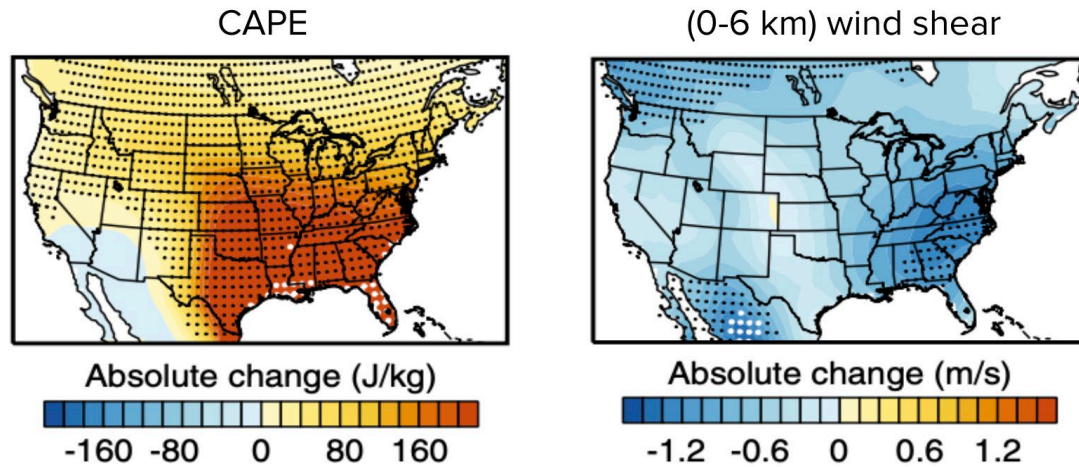 CAPE
(0-6 km) wind shear
Absolute change (J/kg)
-160 -80 0 80 160
Absolute change (m/s)
-1.2 -0.6 0 0.6 1.2